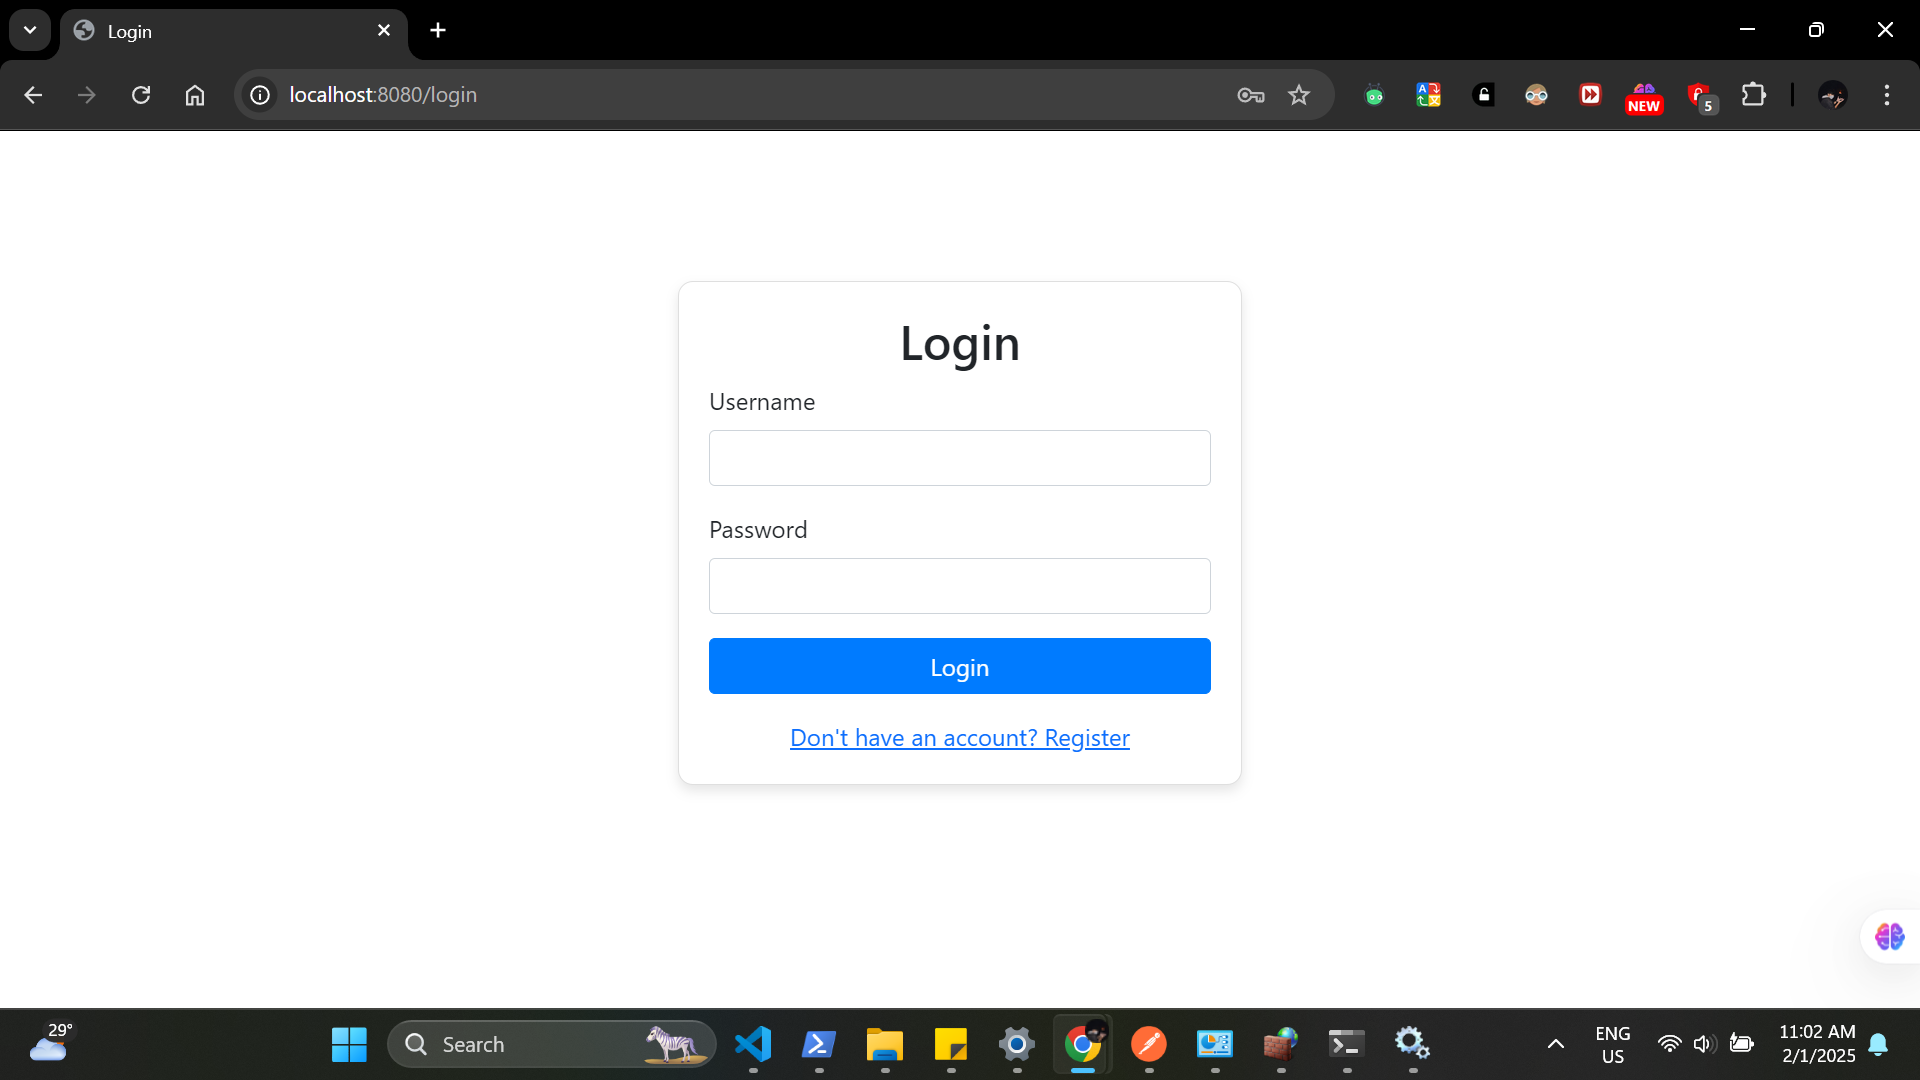 Login
localhost:8080/login
NEW
5
Login
Username
Password
Login
Don't have an account? Register
29°
Search
ENG
US
11:02 AM
2/1/2025